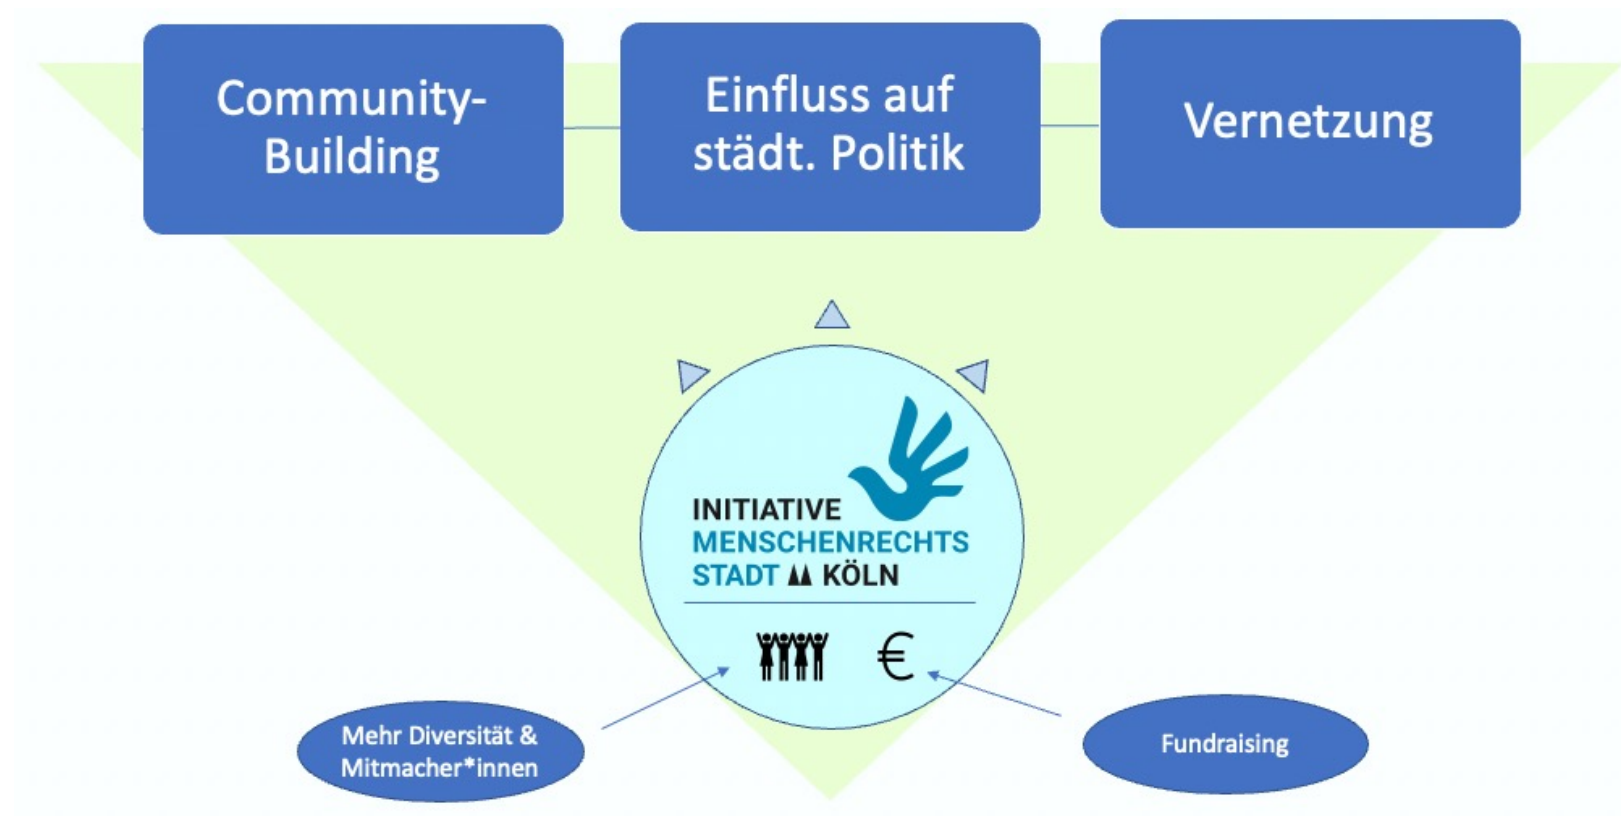 Community-
Building
Einfluss auf
städt. Politik
Vernetzung
INITIATIVE
MENSCHENRECHTS
STADT KÖLN
€
Mehr Diversität &
Mitmacher*innen
Fundraising